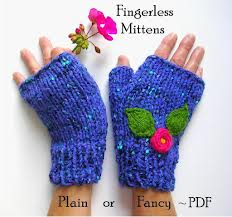 Fingerless
Mittens
Plain or Fancy ~PDF